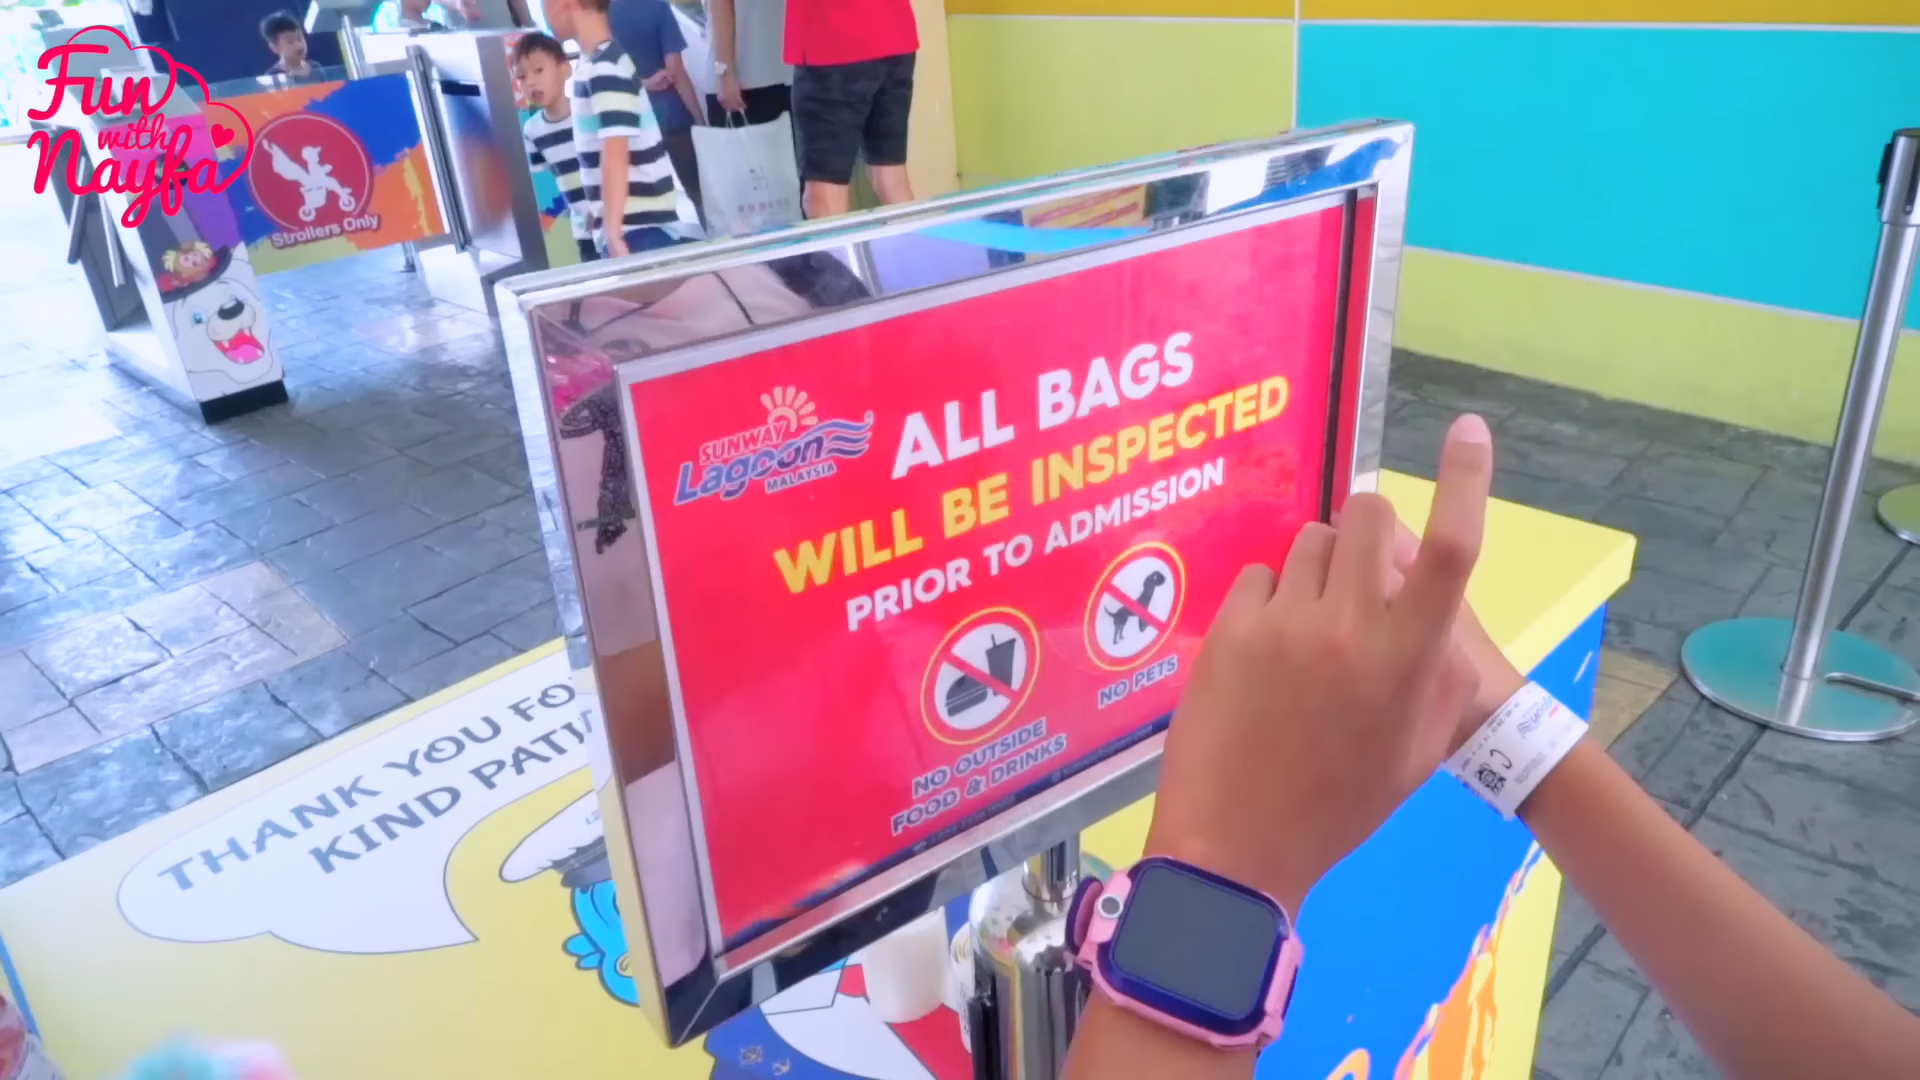 Fun
with
Nayfa
Strollers Only
SUNWAY
Lagoon
MALAYSIA
ALL BAGS
WILL BE INSPECTED
PRIOR TO ADMISSION
NO OUTSIDE
FOOD & DRINKS
NO PETS
THANK YOU FO
KIND PATI